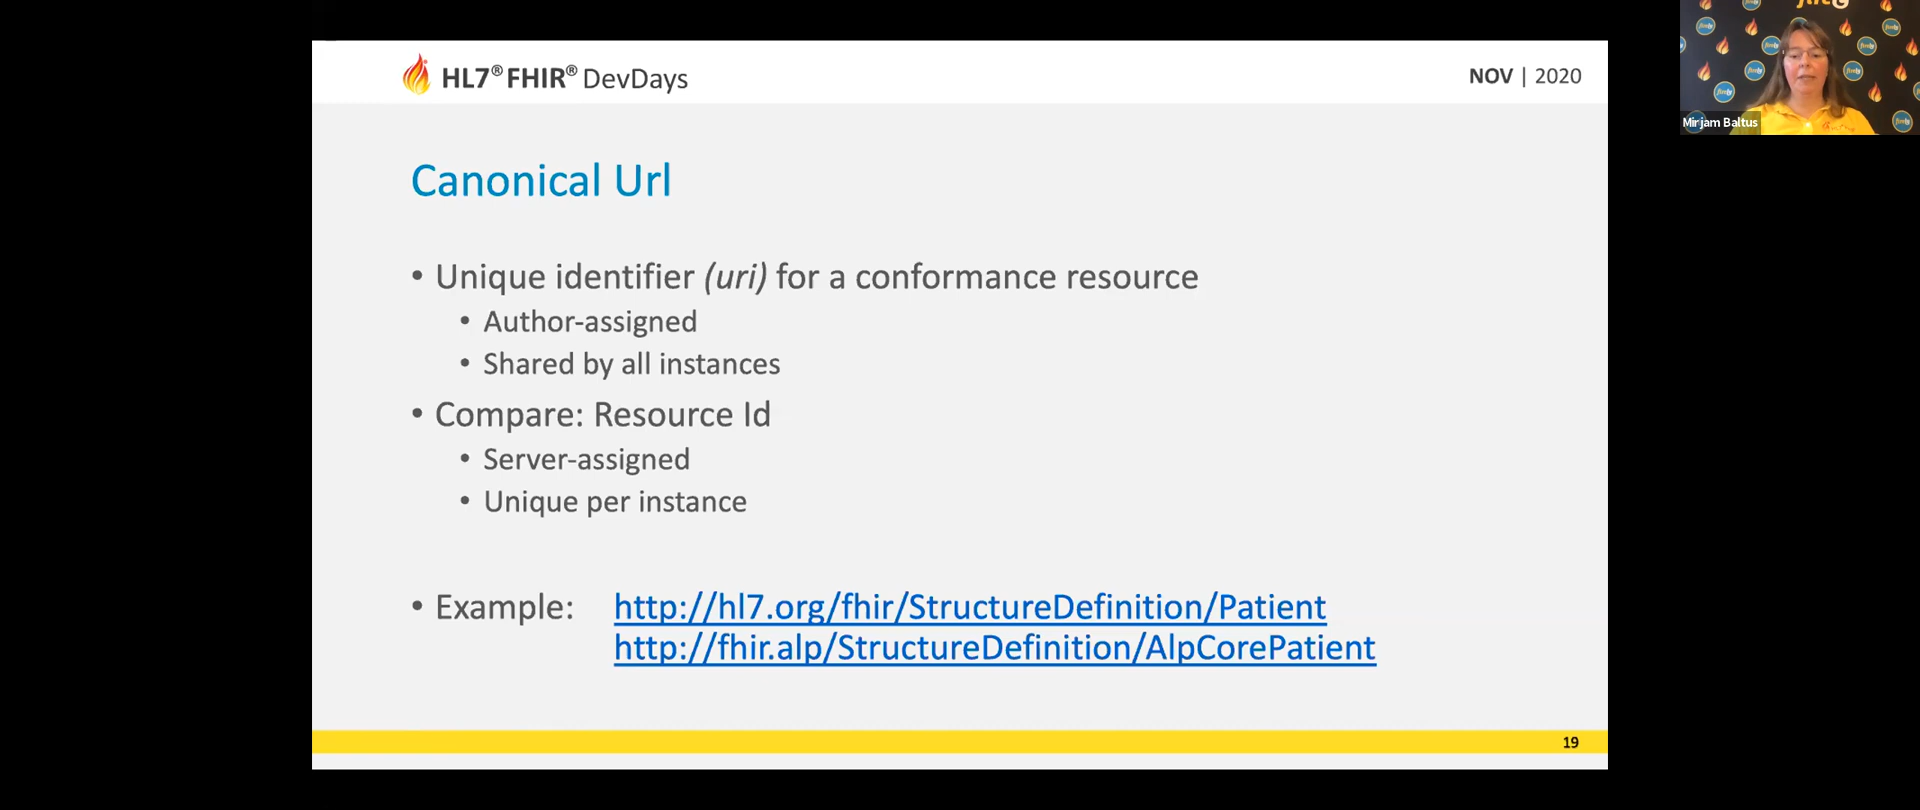 HL7® FHIR® DevDays
NOV | 2020
Mirjam Baltus
Canonical Url
• Unique identifier (uri) for a conformance resource
• Author-assigned
• Shared by all instances
• Compare: Resource Id
• Server-assigned
• Unique per instance
• Example: http://hl7.org/fhir/StructureDefinition/Patient
http://fhir.alp/StructureDefinition/AlpCorePatient
19